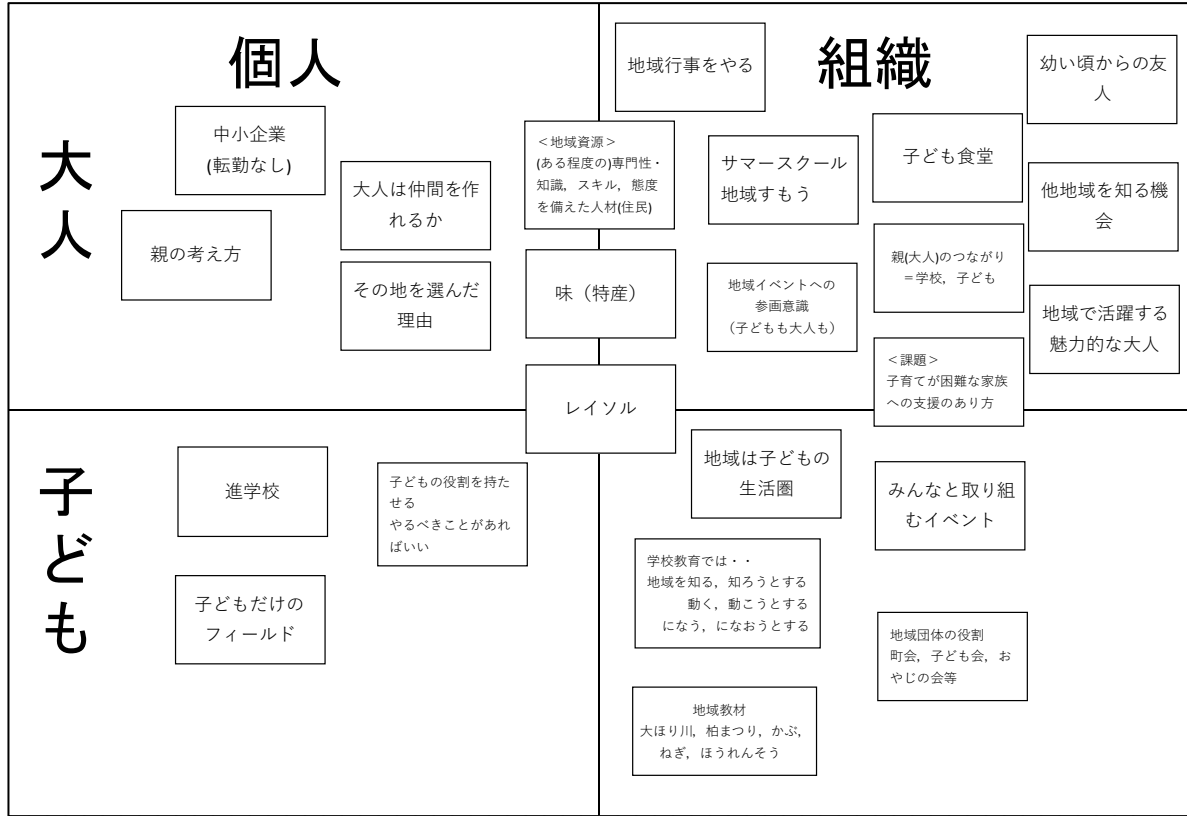 個人
大人
中小企業
(転勤なし)
親の考え方
大人は仲間を作
れるか
その地を選んだ
理由
＜地域資源＞
(ある程度の)専門性・
知識，スキル，態度
を備えた人材(住民)
味（特産）
レイソル
組織
地域行事をやる
幼い頃からの友
人
サマースクール
地域すもう
子ども食堂
他地域を知る機
会
地域イベントへの
参画意識
（子どもも大人も）
親(大人)のつながり
＝学校，子ども
地域で活躍する
魅力的な大人
＜課題＞
子育てが困難な家族
への支援のあり方
子ども
進学校
子どもの役割を持た
せる
やるべきことがあれ
ばいい
子どもだけの
フィールド
地域は子どもの
生活圏
みんなと取り組
むイベント
学校教育では・・
地域を知る，知ろうとする
動く，動こうとする
になう，になおうとする
地域団体の役割
町会，子ども会，お
やじの会等
地域教材
大ほり川，柏まつり，かぶ，
ねぎ，ほうれんそう